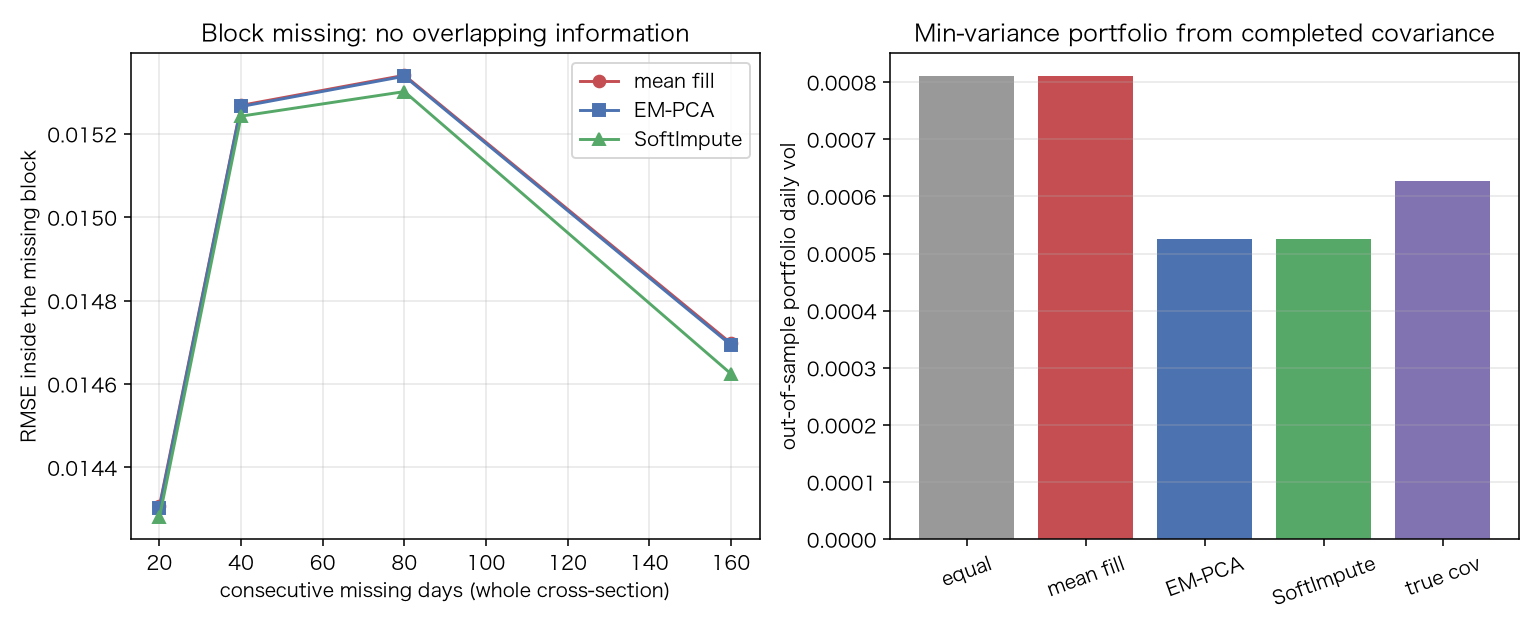 Block missing: no overlapping information
RMSE inside the missing block
0.0152
0.0150
0.0148
0.0146
0.0144
mean fill
EM-PCA
SoftImpute
20 40 60 80 100 120 140 160
consecutive missing days (whole cross-section)
Min-variance portfolio from completed covariance
out-of-sample portfolio daily vol
0.0008
0.0007
0.0006
0.0005
0.0004
0.0003
0.0002
0.0001
0.0000
equal mean fill EM-PCA SoftImpute true cov